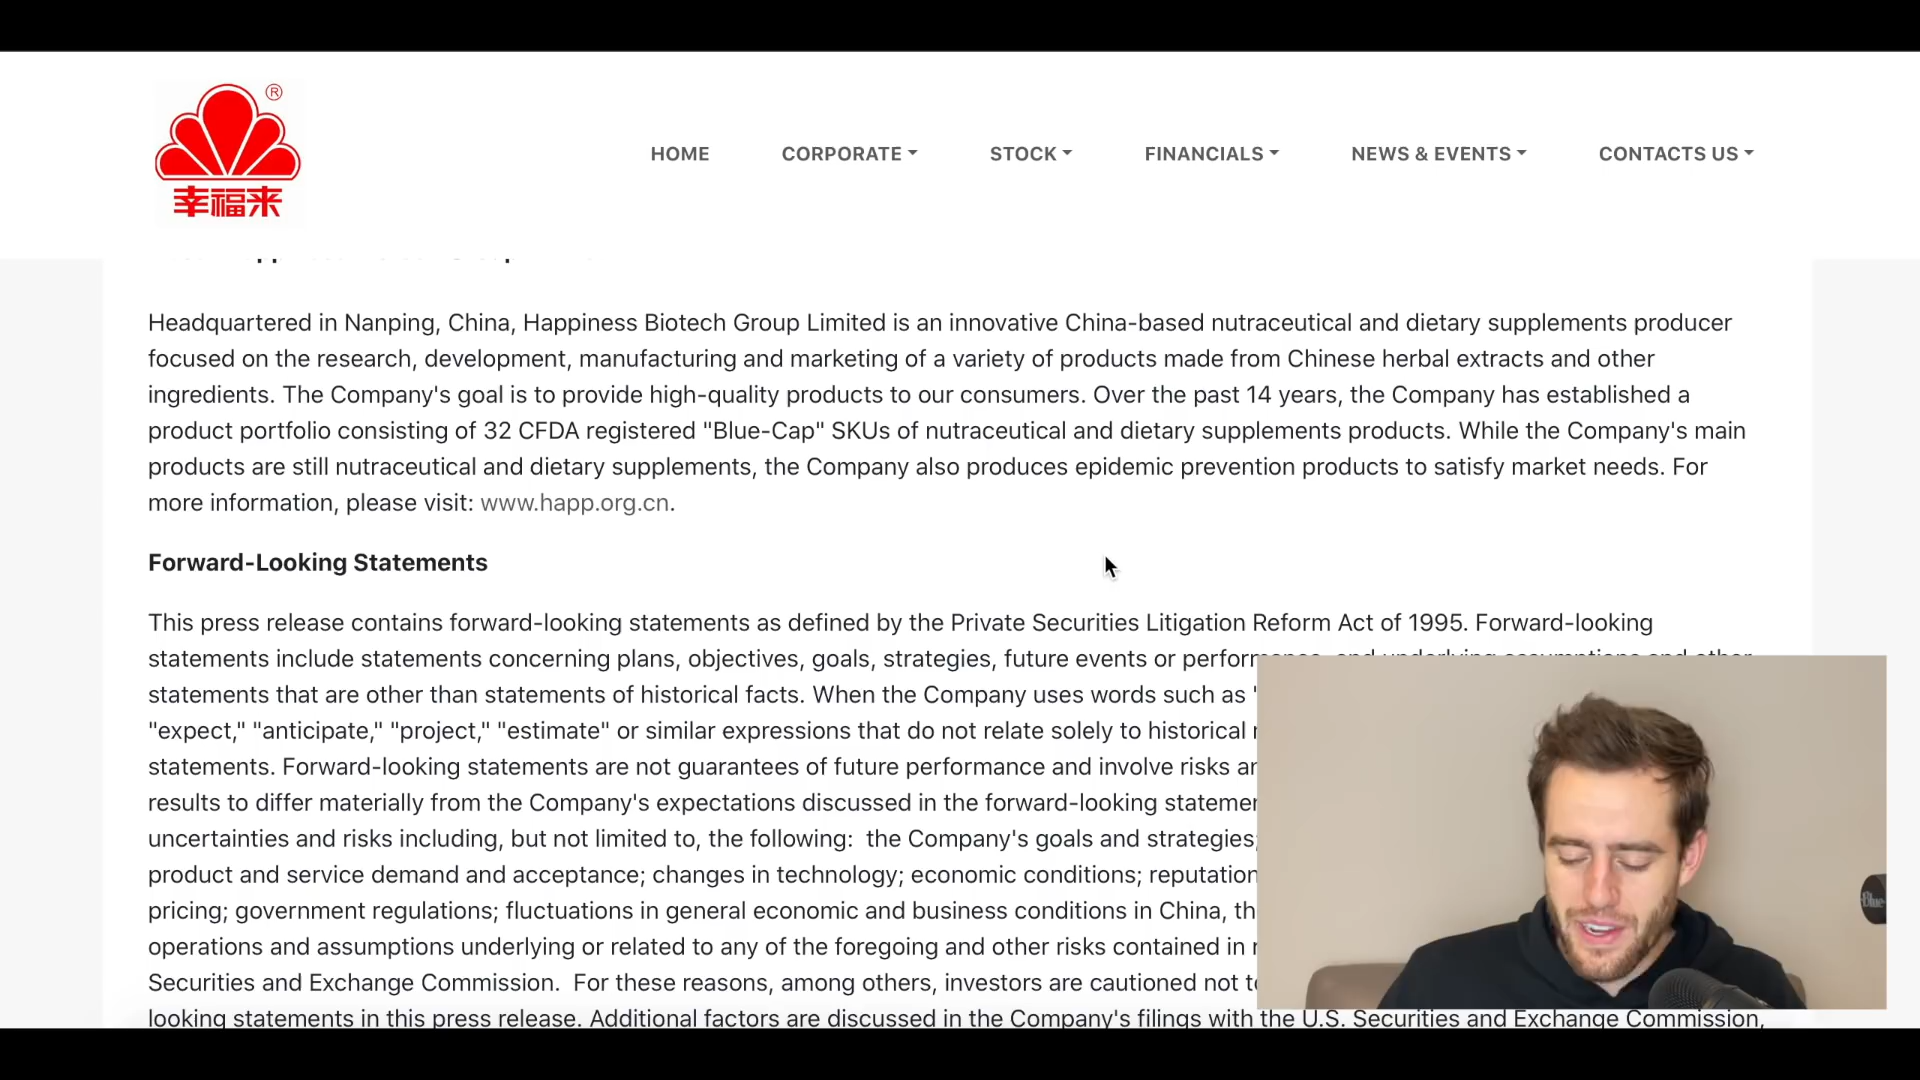 ®
幸福来
HOME CORPORATE STOCK FINANCIALS NEWS & EVENTS CONTACTS US
Headquartered in Nanping, China, Happiness Biotech Group Limited is an innovative China-based nutraceutical and dietary supplements producer
focused on the research, development, manufacturing and marketing of a variety of products made from Chinese herbal extracts and other
ingredients. The Company's goal is to provide high-quality products to our consumers. Over the past 14 years, the Company has established a
product portfolio consisting of 32 CFDA registered "Blue-Cap" SKUs of nutraceutical and dietary supplements products. While the Company's main
products are still nutraceutical and dietary supplements, the Company also produces epidemic prevention products to satisfy market needs. For
more information, please visit: www.happ.org.cn.
Forward-Looking Statements
This press release contains forward-looking statements as defined by the Private Securities Litigation Reform Act of 1995. Forward-looking
statements include statements concerning plans, objectives, goals, strategies, future events or performance, and underlying assumptions and other
statements that are other than statements of historical facts. When the Company uses words such as "
"expect," "anticipate," "project," "estimate" or similar expressions that do not relate solely to historical
statements. Forward-looking statements are not guarantees of future performance and involve risks
results to differ materially from the Company's expectations discussed in the forward-looking
uncertainties and risks including, but not limited to, the following: the Company's goals and strategies;
product and service demand and acceptance; changes in technology; economic conditions; reputation
pricing; government regulations; fluctuations in general economic and business conditions in China,
operations and assumptions underlying or related to any of the foregoing and other risks contained in
Securities and Exchange Commission. For these reasons, among others, investors are cautioned not
looking statements in this press release. Additional factors are discussed in the Company's filings with the U.S. Securities and Exchange Commission,
Blue